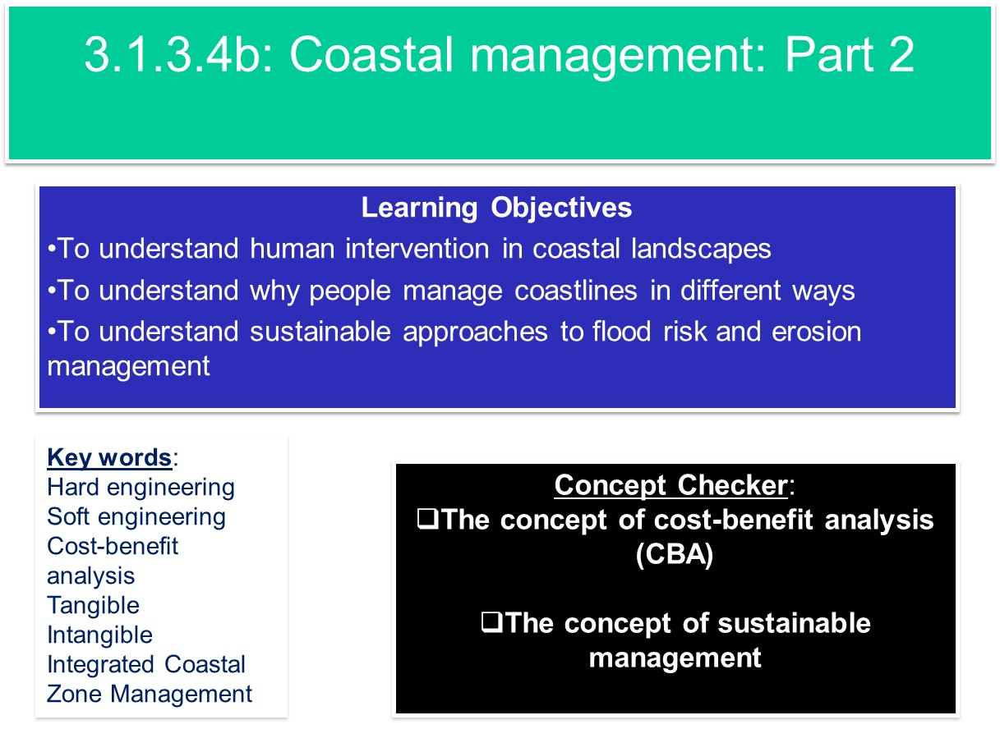 3.1.3.4b: Coastal management: Part 2
Learning Objectives
•To understand human intervention in coastal landscapes
•To understand why people manage coastlines in different ways
•To understand sustainable approaches to flood risk and erosion
management
Key words:
Hard engineering
Soft engineering
Cost-benefit
analysis
Tangible
Intangible
Integrated Coastal
Zone Management
Concept Checker:
❑The concept of cost-benefit analysis
(CBA)
❑The concept of sustainable
management